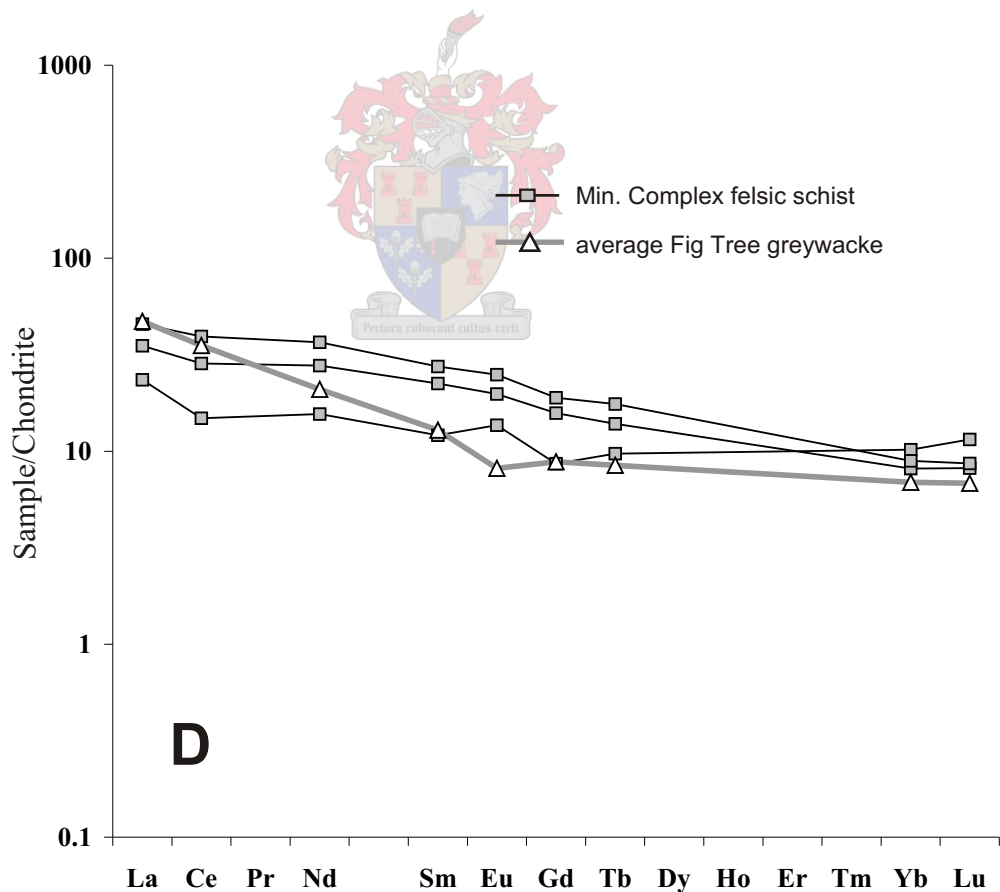 1000
100
10
1
0.1
Sample/Chondrite
Min. Complex felsic schist
average Fig Tree greywacke
Pectora roborant cultus recti
D
La Ce Pr Nd Sm Eu Gd Tb Dy Ho Er Tm Yb Lu